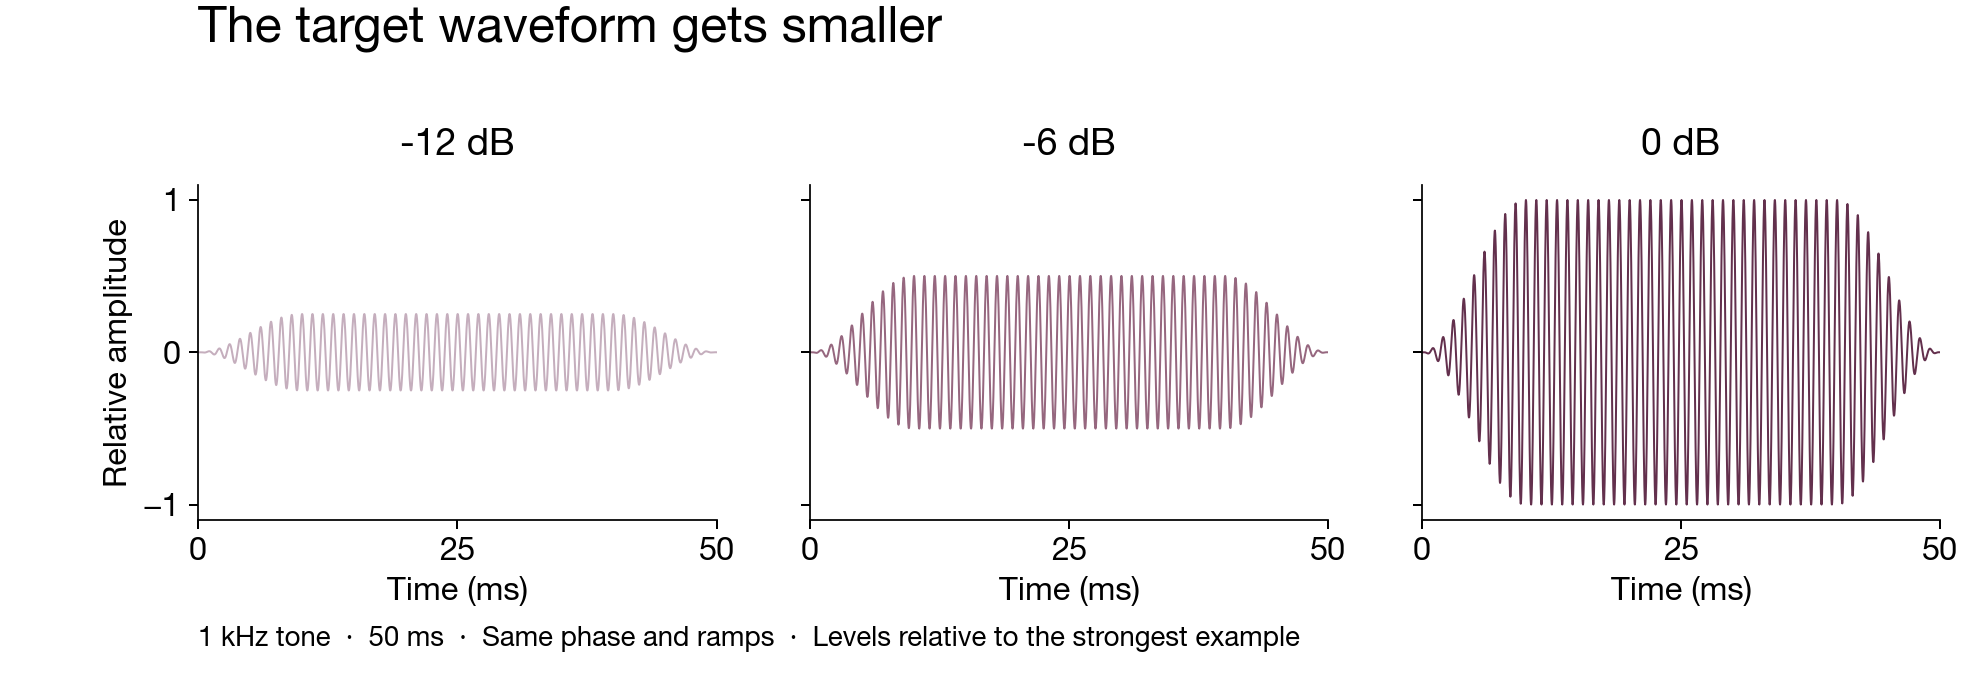 The target waveform gets smaller
-12 dB
-6 dB
0 dB
Relative amplitude
1
0
−1
0 25 50
0 25 50
0 25 50
Time (ms)
Time (ms)
Time (ms)
1 kHz tone · 50 ms · Same phase and ramps · Levels relative to the strongest example